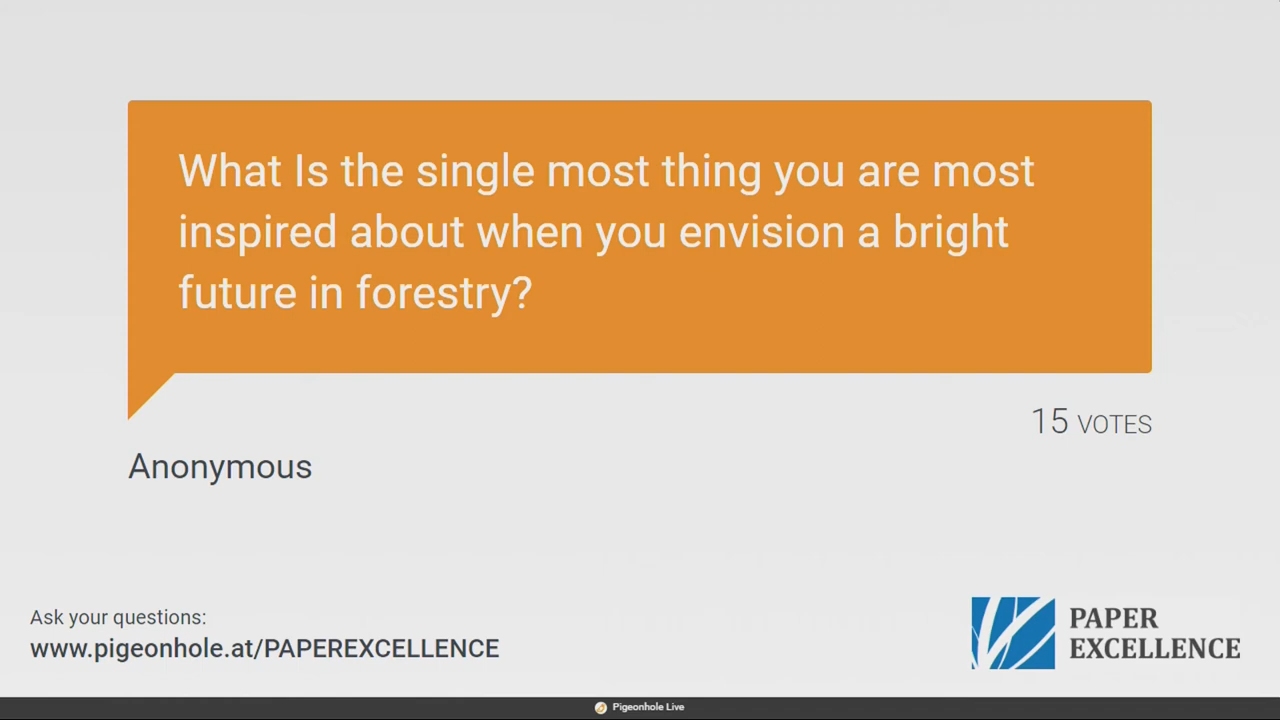 What Is the single most thing you are most
inspired about when you envision a bright
future in forestry?
15 VOTES
Anonymous
Ask your questions:
www.pigeonhole.at/PAPEREXCELLENCE
PAPER
EXCELLENCE
Pigeonhole Live